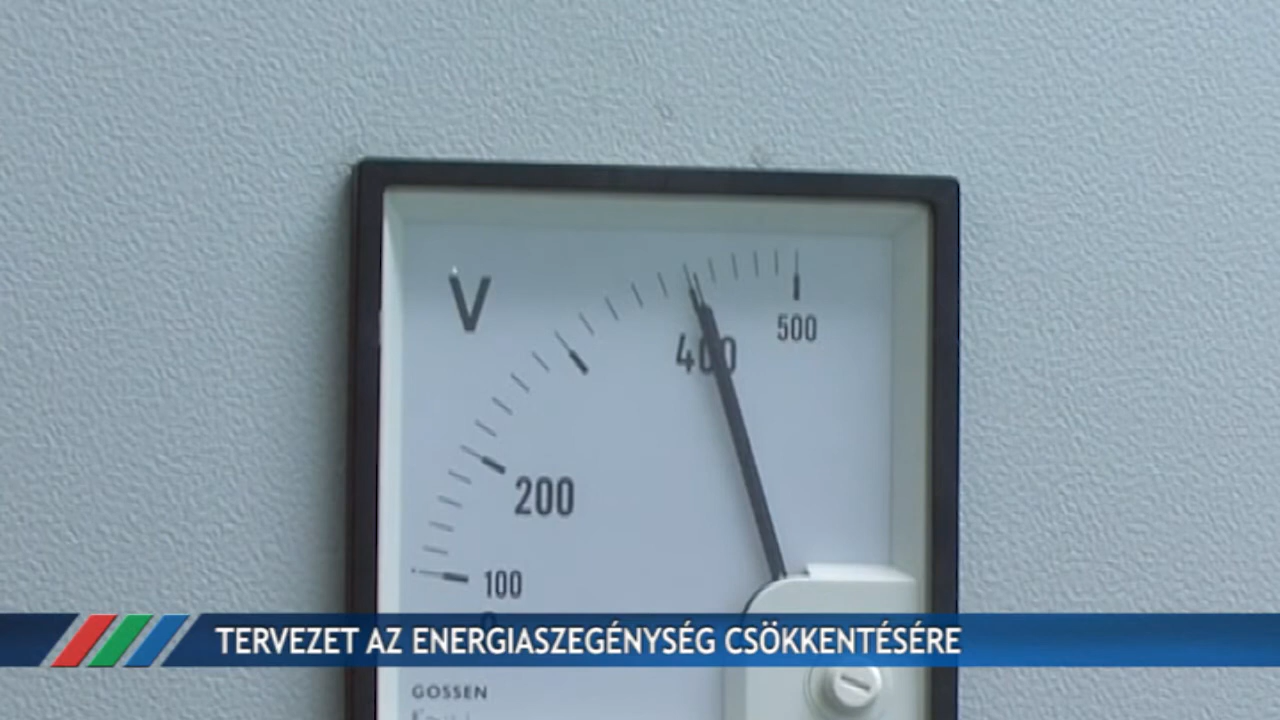 V
400
500
200
100
TERVEZET AZ ENERGIASZEGÉNYSÉG CSÖKKENTÉSÉRE
GOSSEN